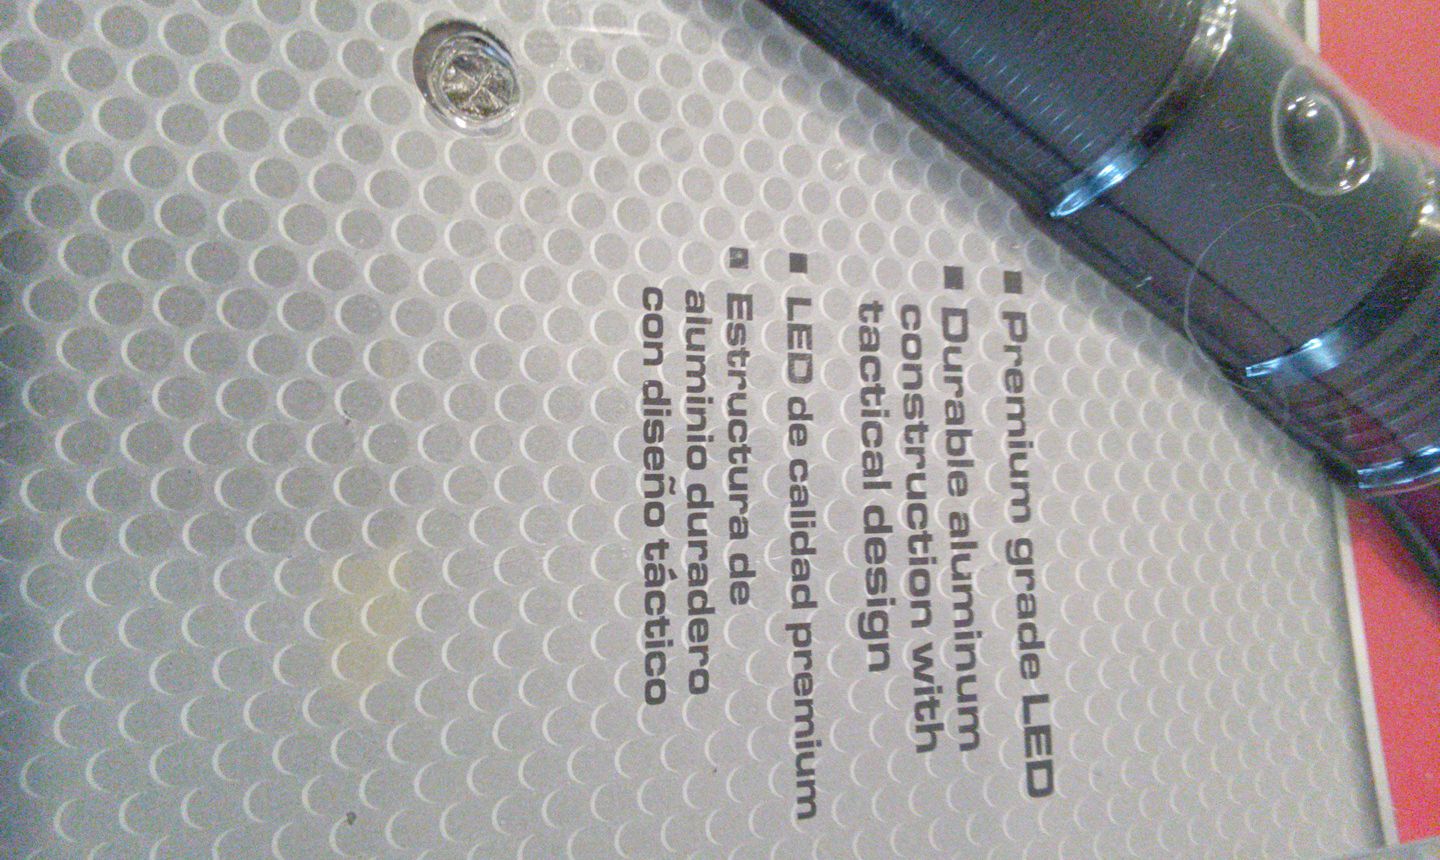 ▪ Premium grade LED
▪ Durable aluminum
construction with
tactical design
▪ LED de calidad premium
▪ Estructura de
aluminio duradero
con diseño táctico